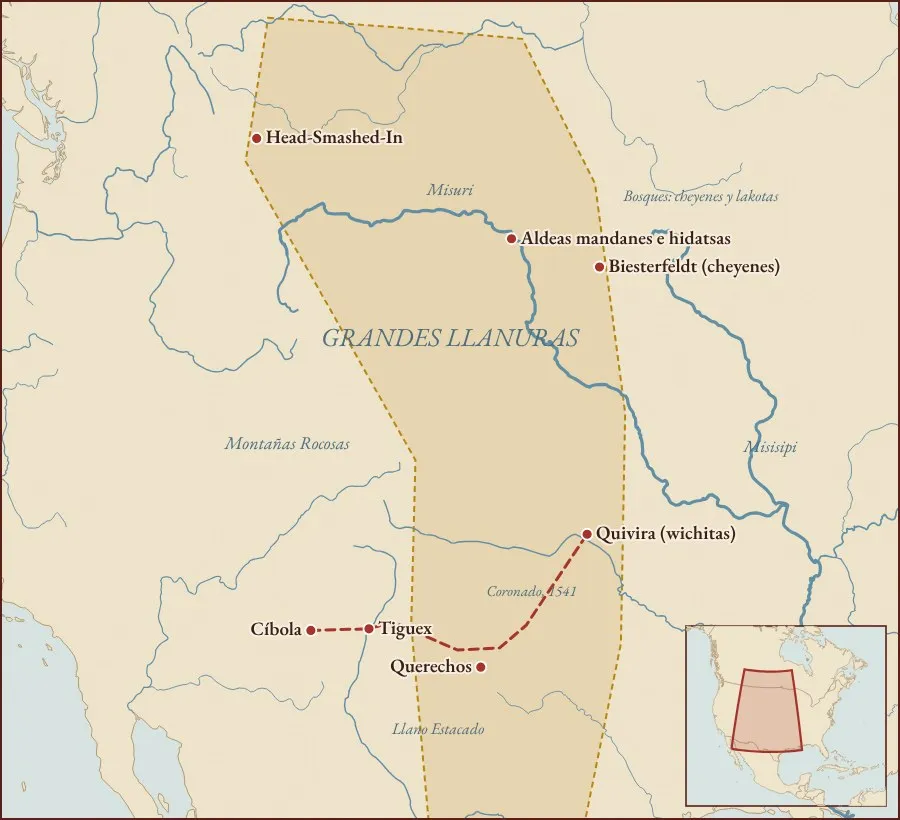 Head-Smashed-In
Misuri
Bosques: cheyenes y lakotas
Aldeas mandanes e hidatsas
Biesterfeldt (cheyenes)
GRANDES LLANURAS
Montañas Rocosas
Misisipi
Quivira (wichitas)
Coronado, 1541
Cíbola
Tiguex
Querechos
Llano Estacado